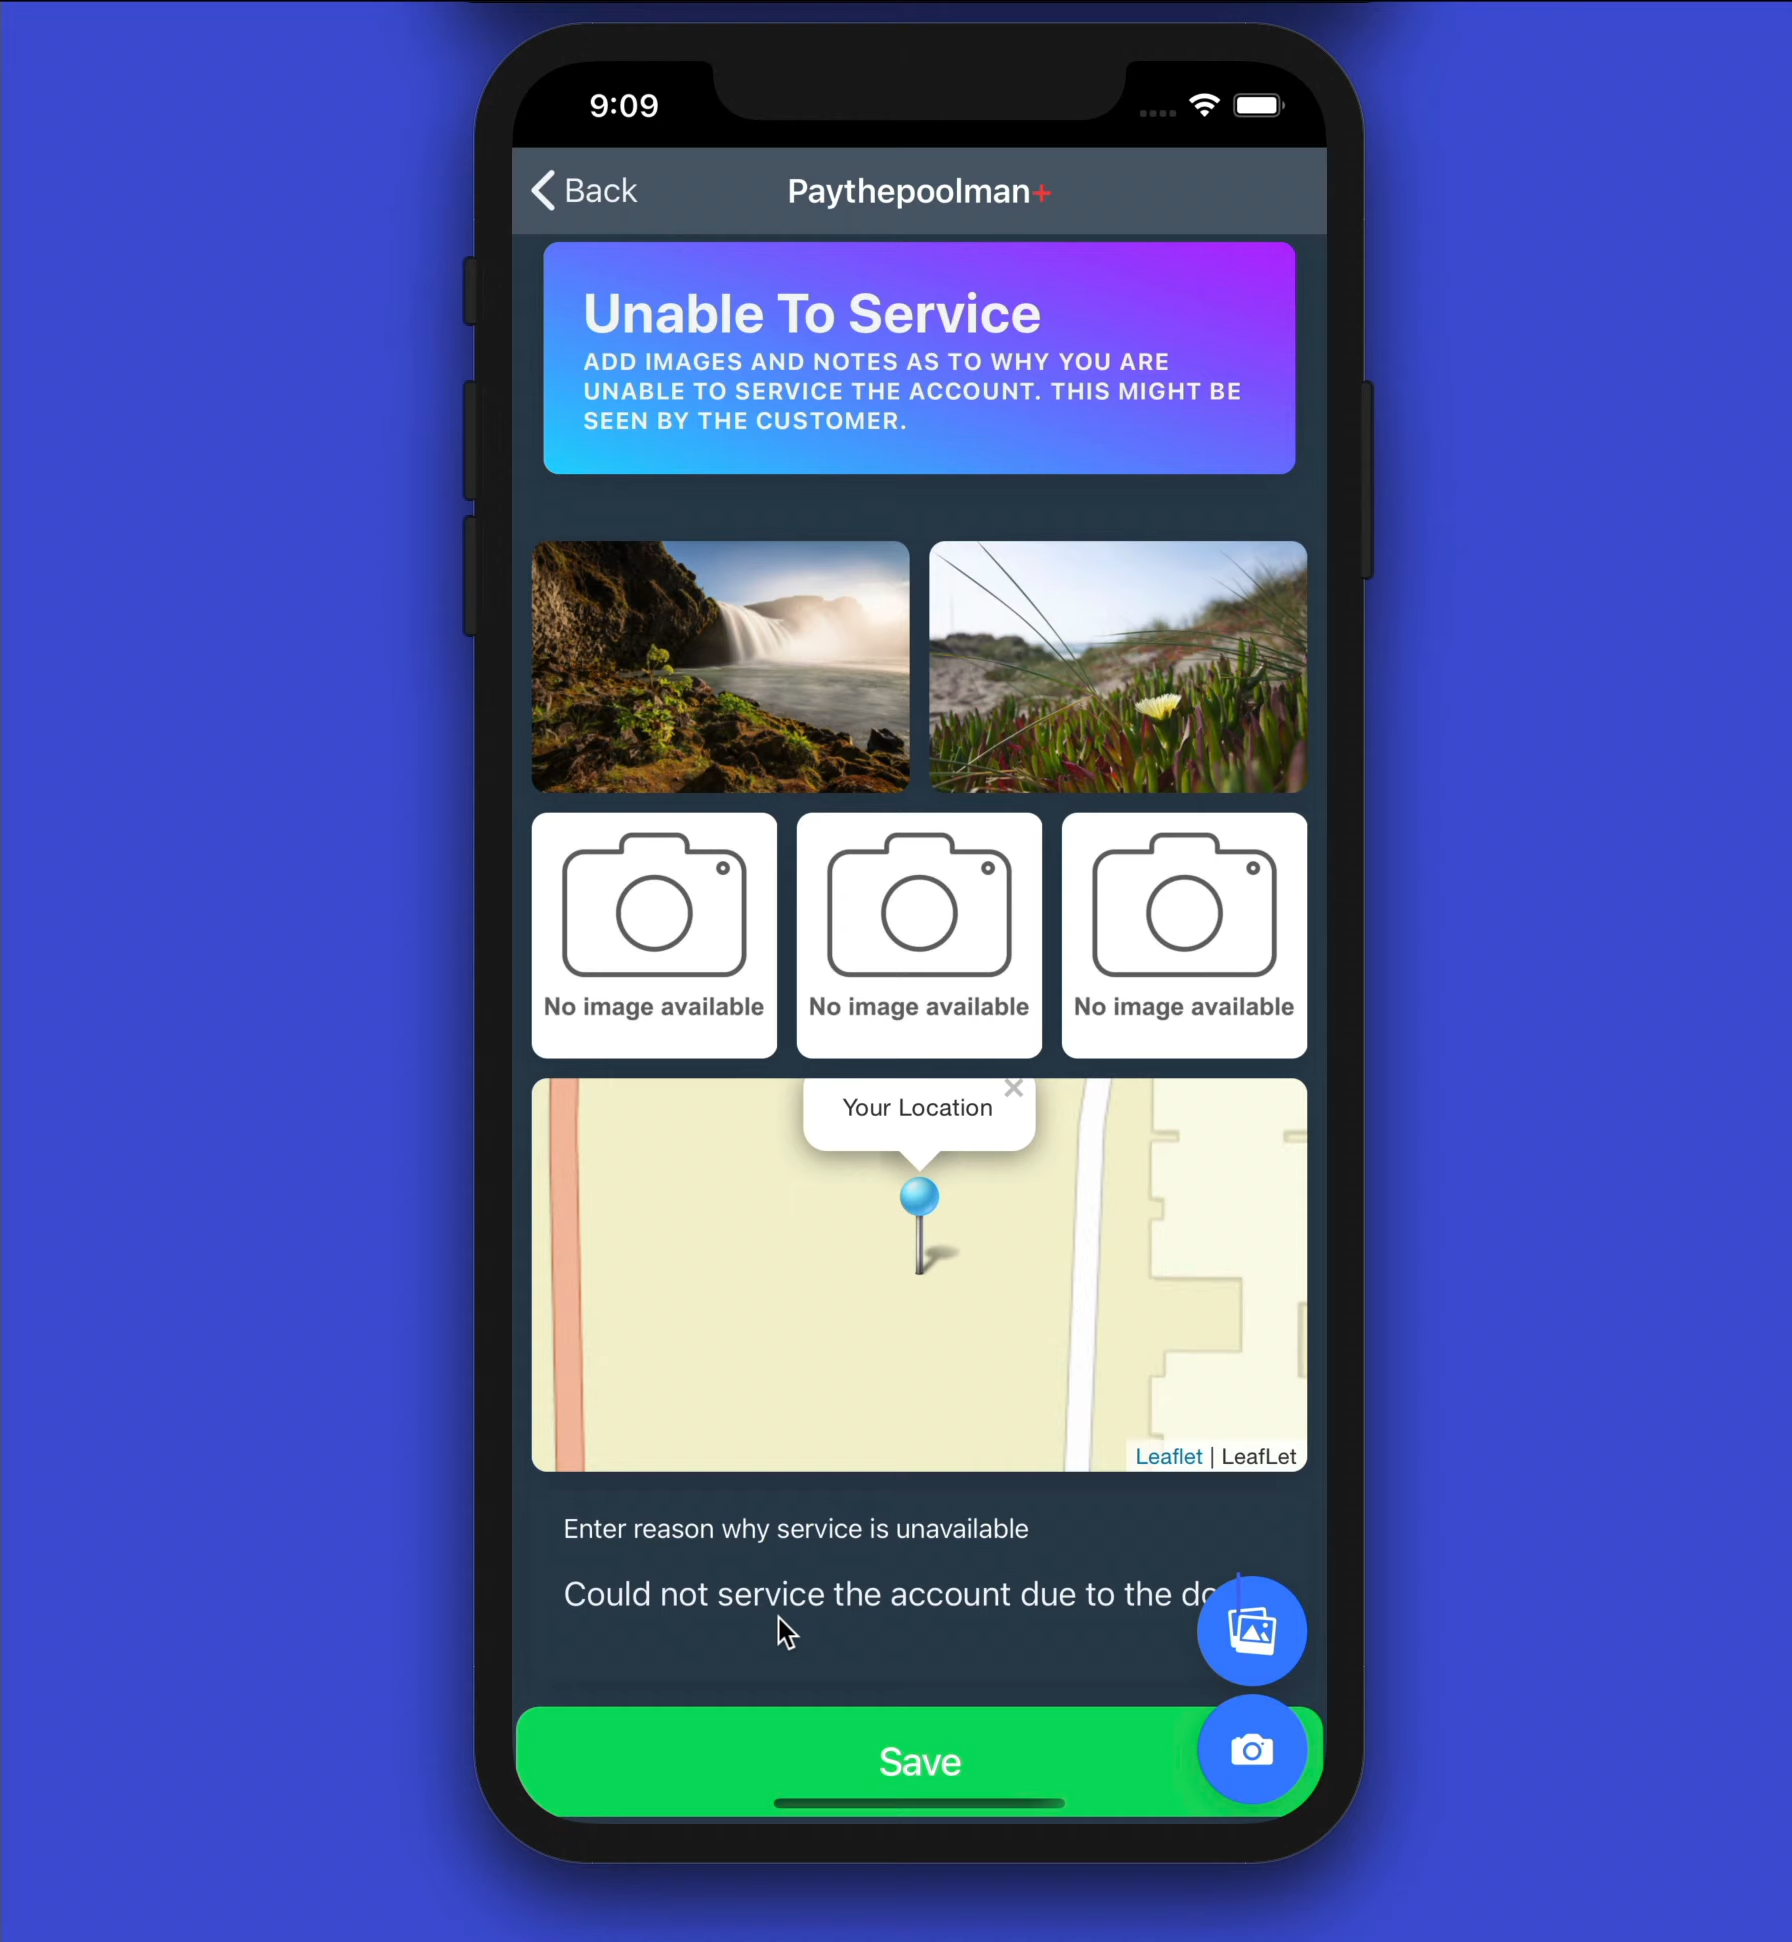 9:09
Back
Paythepoolman+
Unable To Service
ADD IMAGES AND NOTES AS TO WHY YOU ARE
UNABLE TO SERVICE THE ACCOUNT. THIS MIGHT BE
SEEN BY THE CUSTOMER.
No image available
No image available
No image available
Your Location
Leaflet | LeafLet
Enter reason why service is unavailable
Could not service the account due to the
Save